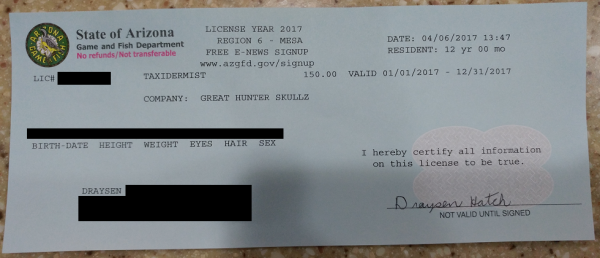 State of Arizona
Game and Fish Department
No refunds/Not transferable
ARIZONA
GAME & FISH
LICENSE YEAR 2017
REGION 6 - MESA
FREE E-NEWS SIGNUP
www.azgfd.gov/signup
DATE: 04/06/2017 13:47
RESIDENT: 12 yr 00 mo
LIC#
TAXIDERMIST 150.00 VALID 01/01/2017 - 12/31/2017
COMPANY: GREAT HUNTER SKULLZ
BIRTH-DATE HEIGHT WEIGHT EYES HAIR SEX
I hereby certify all information
on this license to be true.
DRAYSEN
Draysen Hatch
NOT VALID UNTIL SIGNED